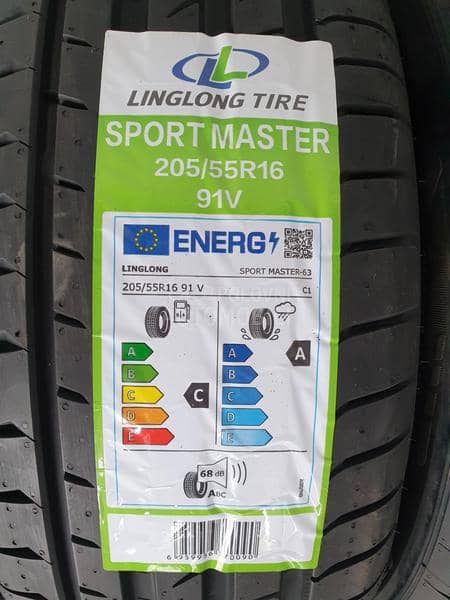 LINGLONG TIRE
SPORT MASTER
205/55R16
91V
ENERG
LINGLONG SPORT MASTER-63
205/55R16 91 V C1
A A A
B B
C C C
D D
E E
68 dB
ABC